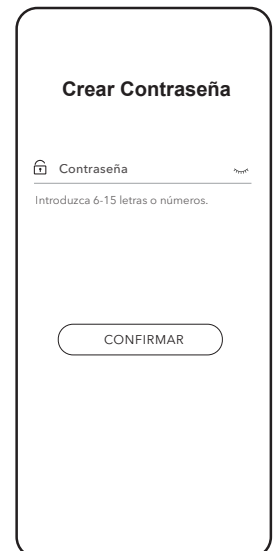 Crear Contraseña
Contraseña
Introduzca 6-15 letras o números.
CONFIRMAR